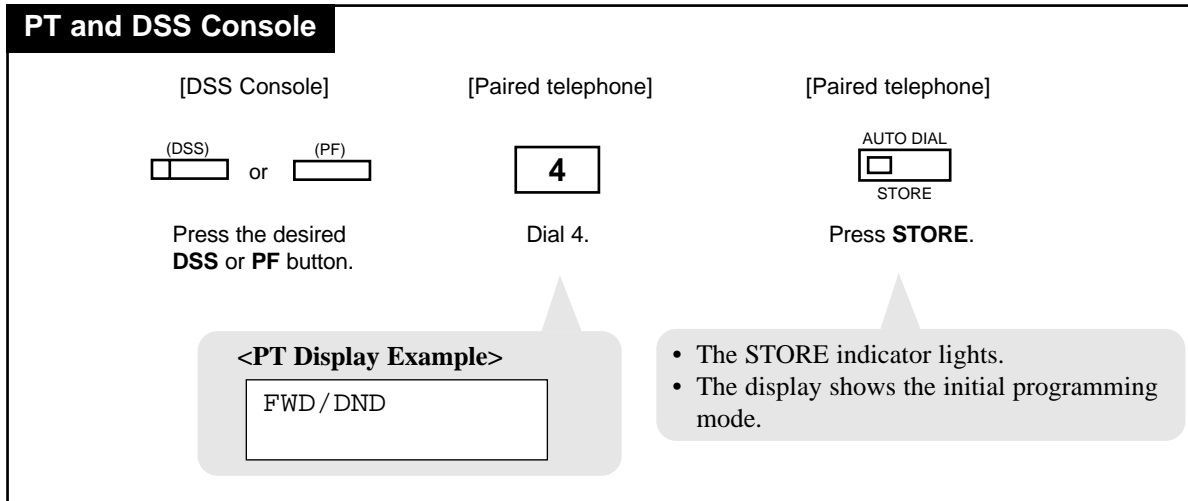 PT and DSS Console
[DSS Console] [Paired telephone] [Paired telephone]
(DSS) or (PF)
4
AUTO DIAL
STORE
Press the desired
DSS or PF button.
Dial 4.
Press STORE.
<PT Display Example>
FWD/DND
• The STORE indicator lights.
• The display shows the initial programming
mode.